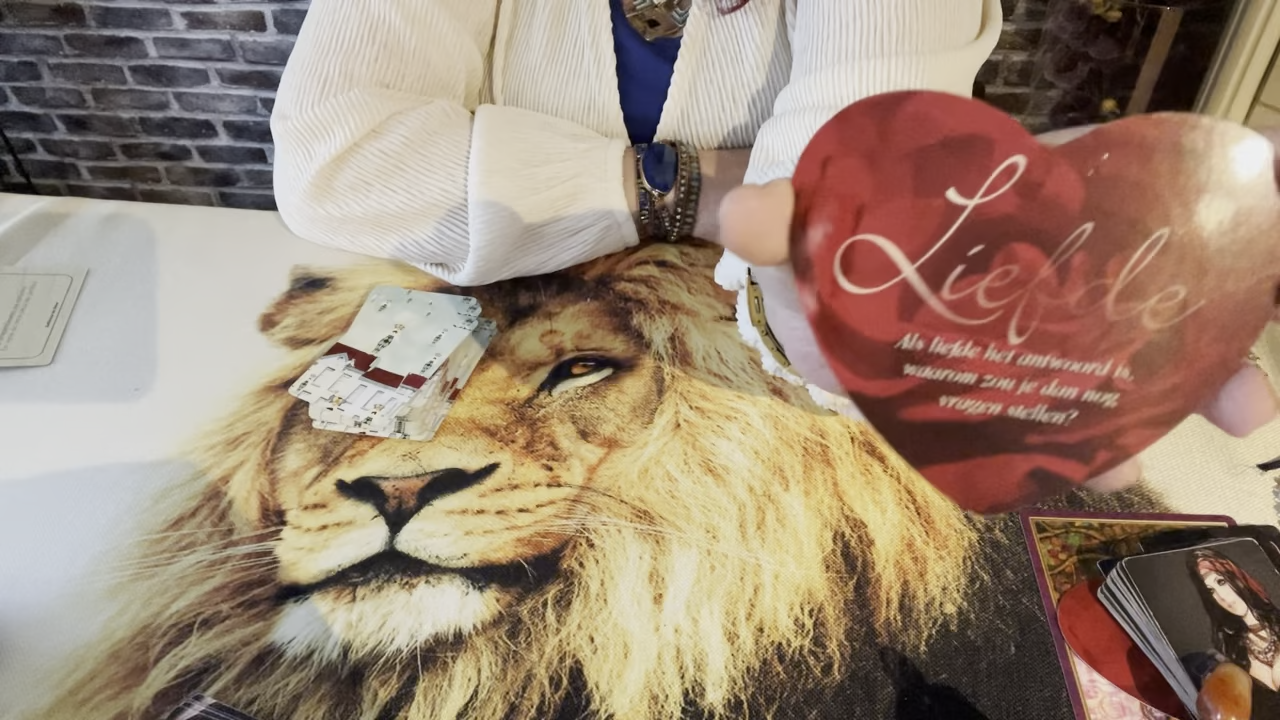 Liefde
Als liefde het antwoord is,
waarom zou je dan nog
vragen stellen?